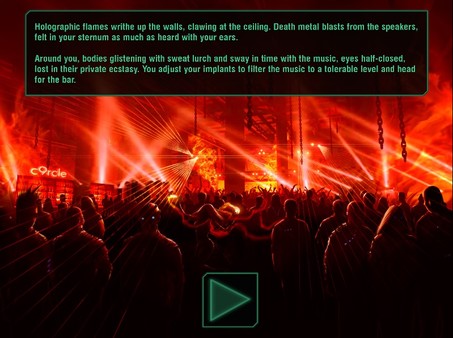 Holographic flames writhe up the walls, clawing at the ceiling. Death metal blasts from the speakers,
felt in your sternum as much as heard with your ears.
Around you, bodies glistening with sweat lurch and sway in time with the music, eyes half-closed,
lost in their private ecstasy. You adjust your implants to filter the music to a tolerable level and head
for the bar.